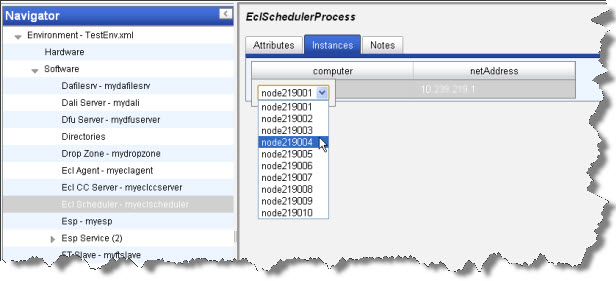 Navigator
Environment - TestEnv.xml
Hardware
Software
Dafilesrv - mydafilesrv
Dali Server - mydali
Dfu Server - mydfuserver
Directories
Drop Zone - mydropzone
Ecl Agent - myeclagent
Ecl CC Server - myeclccserver
Ecl Scheduler - myeclscheduler
Esp - myesp
Esp Service (2)
FT Slave - myftslave
EclSchedulerProcess
Attributes Instances Notes
computer netAddress
node219001 10.239.219.1
node219001
node219002
node219003
node219004
node219005
node219006
node219007
node219008
node219009
node219010